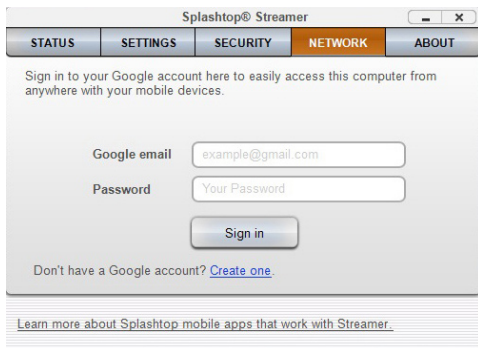 Splashtop® Streamer
STATUS SETTINGS SECURITY NETWORK ABOUT
Sign in to your Google account here to easily access this computer from
anywhere with your mobile devices.
Google email example@gmail.com
Password Your Password
Sign in
Don't have a Google account? Create one.
Learn more about Splashtop mobile apps that work with Streamer.